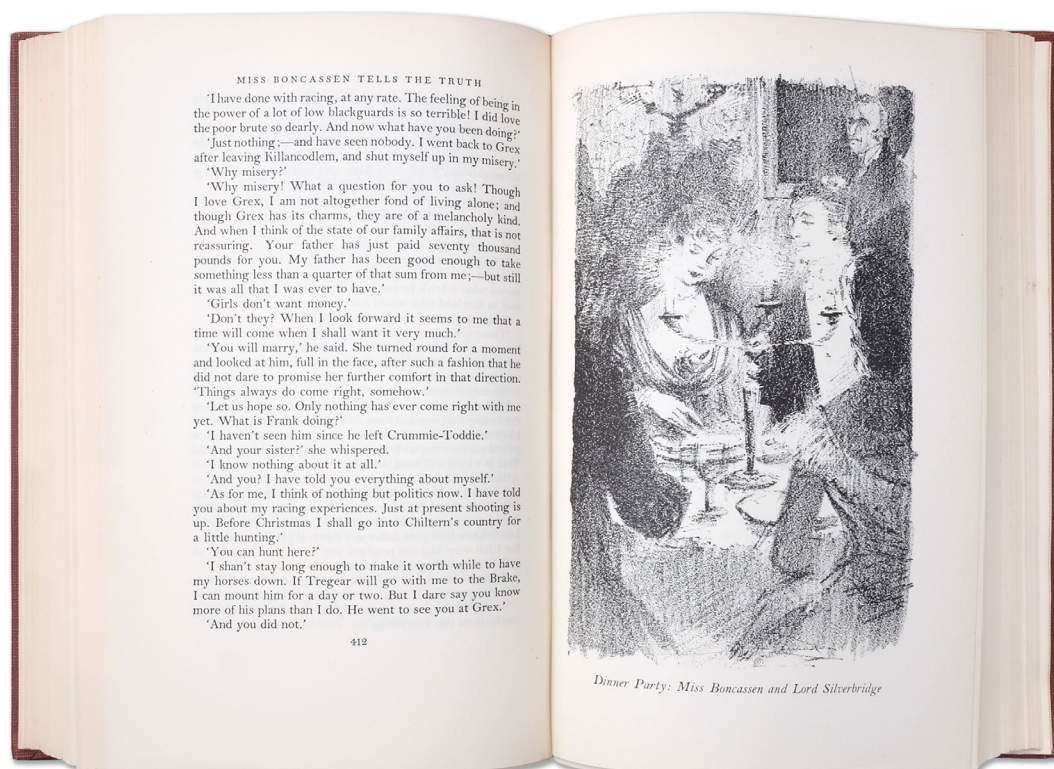 MISS BONCASSEN TELLS THE TRUTH
'I have done with racing, at any rate. The feeling of being in
the power of a lot of low blackguards is so terrible! I did love
the poor brute so dearly. And now what have you been doing?'
'Just nothing;—and have seen nobody. I went back to Grex
after leaving Killancodlem, and shut myself up in my misery.'
'Why misery?'
'Why misery! What a question for you to ask! Though
I love Grex, I am not altogether fond of living alone; and
though Grex has its charms, they are of a melancholy kind.
And when I think of the state of our family affairs, that is not
reassuring. Your father has just paid seventy thousand
pounds for you. My father has been good enough to take
something less than a quarter of that sum from me;—but still
it was all that I was ever to have.'
'Girls don't want money.'
'Don't they? When I look forward it seems to me that a
time will come when I shall want it very much.'
'You will marry,' he said. She turned round for a moment
and looked at him, full in the face, after such a fashion that he
did not dare to promise her further comfort in that direction.
'Things always do come right, somehow.'
'Let us hope so. Only nothing has ever come right with me
yet. What is Frank doing?'
'I haven't seen him since he left Crummie-Toddie.'
'And your sister?' she whispered.
'I know nothing about it at all.'
'And you? I have told you everything about myself.'
'As for me, I think of nothing but politics now. I have told
you about my racing experiences. Just at present shooting is
up. Before Christmas I shall go into Chiltern's country for
a little hunting.'
'You can hunt here?'
'I shan't stay long enough to make it worth while to have
my horses down. If Tregear will go with me to the Brake,
I can mount him for a day or two. But I dare say you know
more of his plans than I do. He went to see you at Grex.'
'And you did not.'
412
Dinner Party: Miss Boncassen and Lord Silverbridge